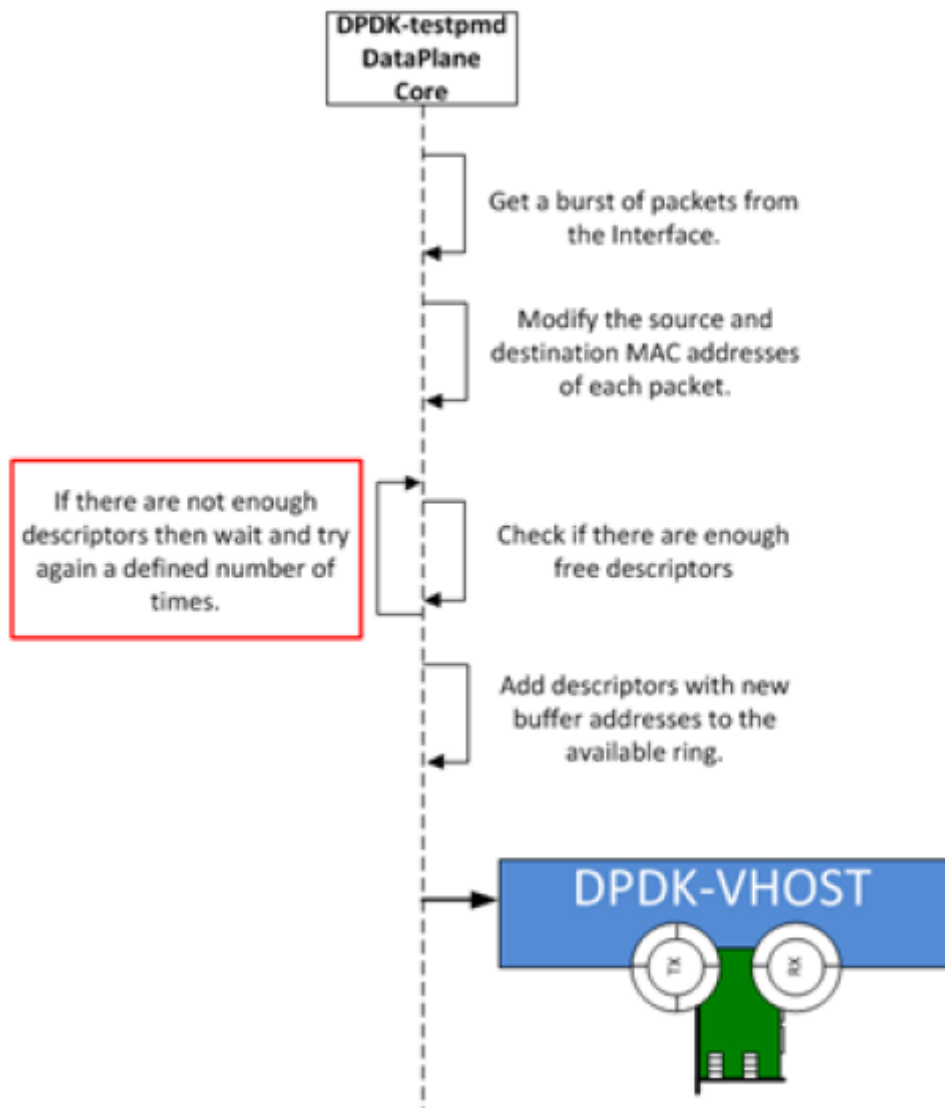 DPDK-testpmd
DataPlane
Core
Get a burst of packets from
the Interface.
Modify the source and
destination MAC addresses
of each packet.
If there are not enough
descriptors then wait and try
again a defined number of
times.
Check if there are enough
free descriptors
Add descriptors with new
buffer addresses to the
available ring.
DPDK-VHOST
TX
RX